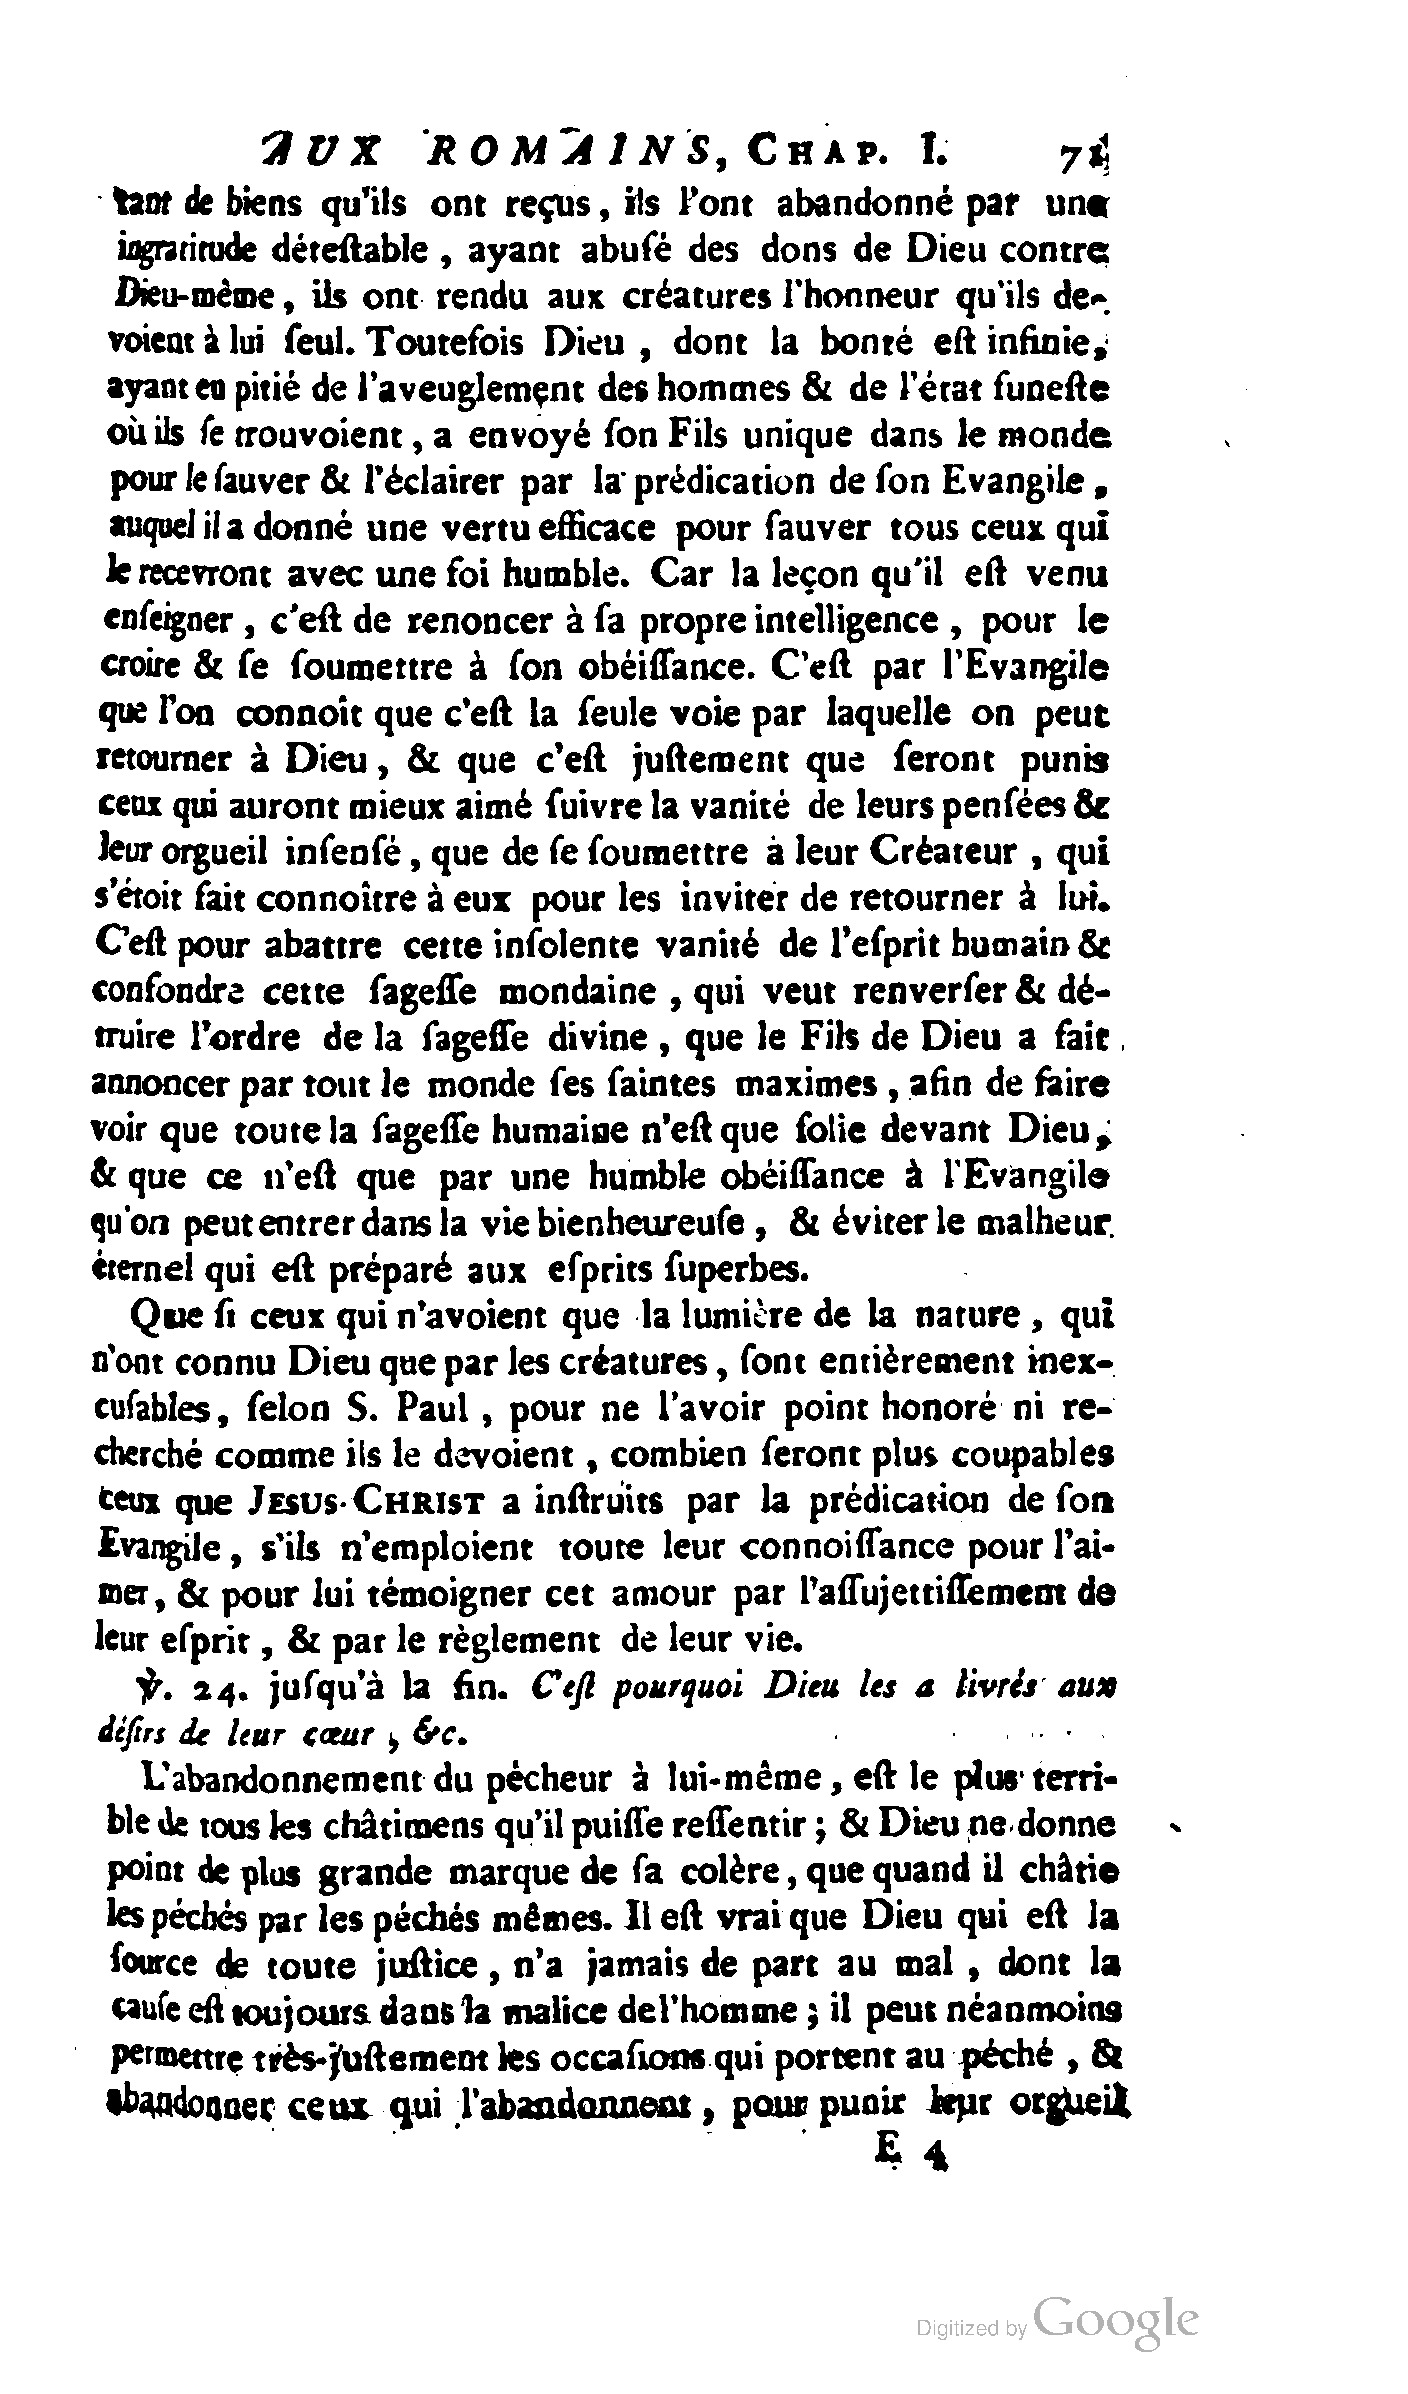 AUX ROMAINS, CHAP. I. 71
tant de biens qu'ils ont reçus, ils l'ont abandonné par une
ingratitude déteſtable, ayant abuſé des dons de Dieu contre
Dieu-même, ils ont rendu aux créatures l'honneur qu'ils de-
voient à lui ſeul. Toutefois Dieu, dont la bonté eſt infinie,
ayant eu pitié de l'aveuglement des hommes & de l'état funeſte
où ils ſe trouvoient, a envoyé ſon Fils unique dans le monde
pour le ſauver & l'éclairer par la prédication de ſon Evangile,
auquel il a donné une vertu efficace pour ſauver tous ceux qui
le recevront avec une foi humble. Car la leçon qu'il eſt venu
enſeigner, c'eſt de renoncer à ſa propre intelligence, pour le
croire & ſe ſoumettre à ſon obéiſſance. C'eſt par l'Evangile
que l'on connoît que c'eſt la ſeule voie par laquelle on peut
retourner à Dieu, & que c'eſt juſtement que ſeront punis
ceux qui auront mieux aimé ſuivre la vanité de leurs penſées &
leur orgueil inſenſé, que de ſe ſoumettre à leur Créateur, qui
s'étoit fait connoître à eux pour les inviter de retourner à lui.
C'eſt pour abattre cette inſolente vanité de l'eſprit humain &
confondre cette ſageſſe mondaine, qui veut renverſer & dé-
truire l'ordre de la ſageſſe divine, que le Fils de Dieu a fait
annoncer par tout le monde ſes ſaintes maximes, afin de faire
voir que toute la ſageſſe humaine n'eſt que folie devant Dieu,
& que ce n'eſt que par une humble obéiſſance à l'Evangile
qu'on peut entrer dans la vie bienheureuſe, & éviter le malheur
éternel qui eſt préparé aux eſprits ſuperbes.
Que ſi ceux qui n'avoient que la lumière de la nature, qui
n'ont connu Dieu que par les créatures, ſont entièrement inex-
cuſables, ſelon S. Paul, pour ne l'avoir point honoré ni re-
cherché comme ils le devoient, combien ſeront plus coupables
ceux que JESUS-CHRIST a inſtruits par la prédication de ſon
Evangile, s'ils n'emploient toute leur connoiſſance pour l'ai-
mer, & pour lui témoigner cet amour par l'aſſujettiſſement de
leur eſprit, & par le règlement de leur vie.
℣. 24. juſqu'à la fin. C'eſt pourquoi Dieu les a livrés aux
déſirs de leur cœur, &c.
L'abandonnement du pécheur à lui-même, eſt le plus terri-
ble de tous les châtimens qu'il puiſſe reſſentir; & Dieu ne donne
point de plus grande marque de ſa colère, que quand il châtie
les péchés par les péchés mêmes. Il eſt vrai que Dieu qui eſt la
ſource de toute juſtice, n'a jamais de part au mal, dont la
cauſe eſt toujours dans la malice de l'homme; il peut néanmoins
permettre très-juſtement les occaſions qui portent au péché, &
abandonner ceux qui l'abandonnent, pour punir leur orgueil
E 4
Digitized by Google